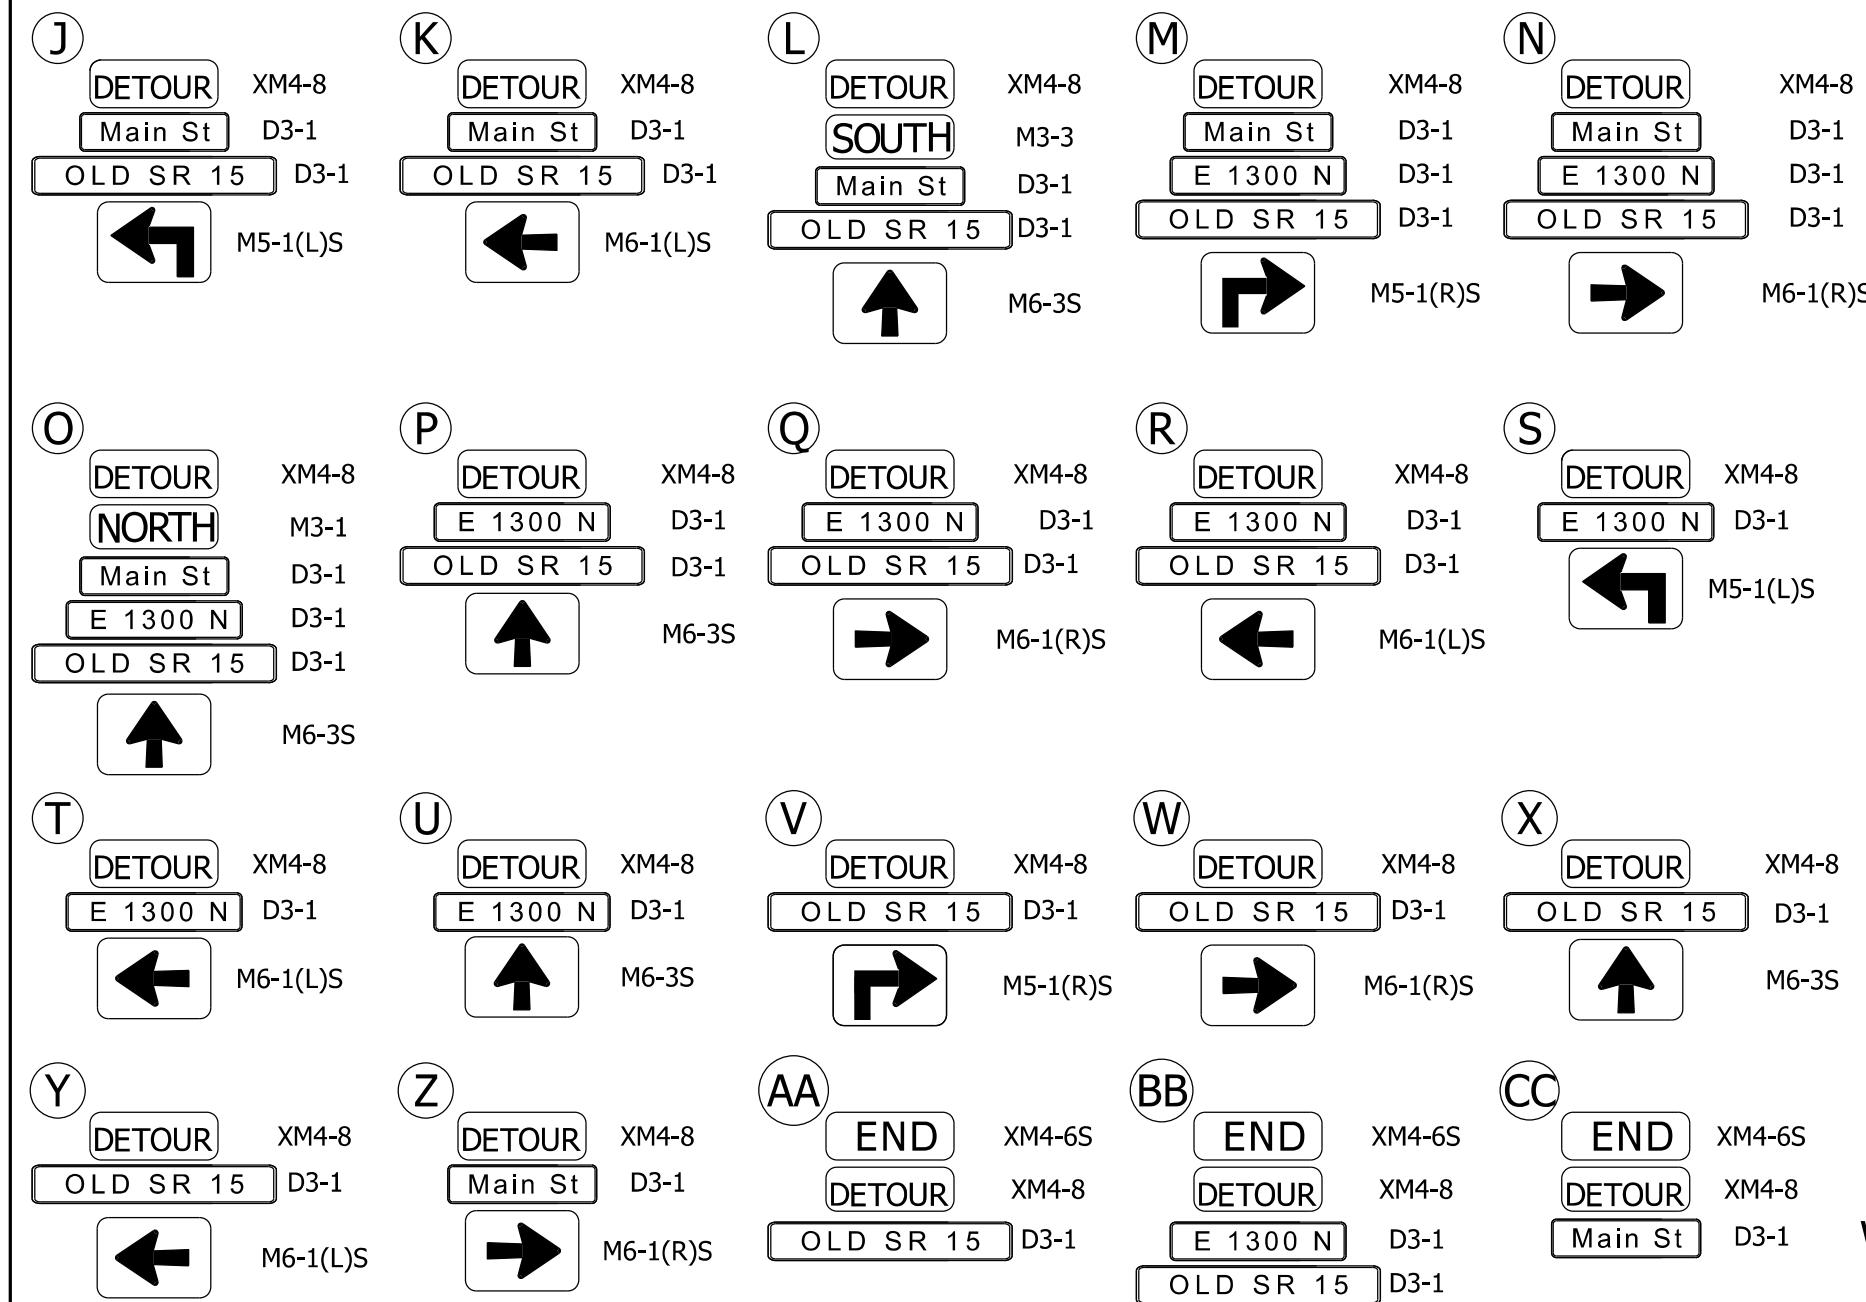 J
DETOUR XM4-8
Main St D3-1
OLD SR 15 D3-1
M5-1(L)S
K
DETOUR XM4-8
Main St D3-1
OLD SR 15 D3-1
M6-1(L)S
L
DETOUR XM4-8
SOUTH M3-3
Main St D3-1
OLD SR 15 D3-1
M6-3S
M
DETOUR XM4-8
Main St D3-1
E 1300 N D3-1
OLD SR 15 D3-1
M5-1(R)S
N
DETOUR XM4-8
Main St D3-1
E 1300 N D3-1
OLD SR 15 D3-1
M6-1(R)S
O
DETOUR XM4-8
NORTH M3-1
Main St D3-1
E 1300 N D3-1
OLD SR 15 D3-1
M6-3S
P
DETOUR XM4-8
E 1300 N D3-1
OLD SR 15 D3-1
M6-3S
Q
DETOUR XM4-8
E 1300 N D3-1
OLD SR 15 D3-1
M6-1(R)S
R
DETOUR XM4-8
E 1300 N D3-1
OLD SR 15 D3-1
M6-1(L)S
S
DETOUR XM4-8
E 1300 N D3-1
M5-1(L)S
T
DETOUR XM4-8
E 1300 N D3-1
M6-1(L)S
U
DETOUR XM4-8
E 1300 N D3-1
M6-3S
V
DETOUR XM4-8
OLD SR 15 D3-1
M5-1(R)S
W
DETOUR XM4-8
OLD SR 15 D3-1
M6-1(R)S
X
DETOUR XM4-8
OLD SR 15 D3-1
M6-3S
Y
DETOUR XM4-8
OLD SR 15 D3-1
M6-1(L)S
Z
DETOUR XM4-8
Main St D3-1
M6-1(R)S
AA
END XM4-6S
DETOUR XM4-8
OLD SR 15 D3-1
BB
END XM4-6S
DETOUR XM4-8
E 1300 N D3-1
OLD SR 15 D3-1
CC
END XM4-6S
DETOUR XM4-8
Main St D3-1